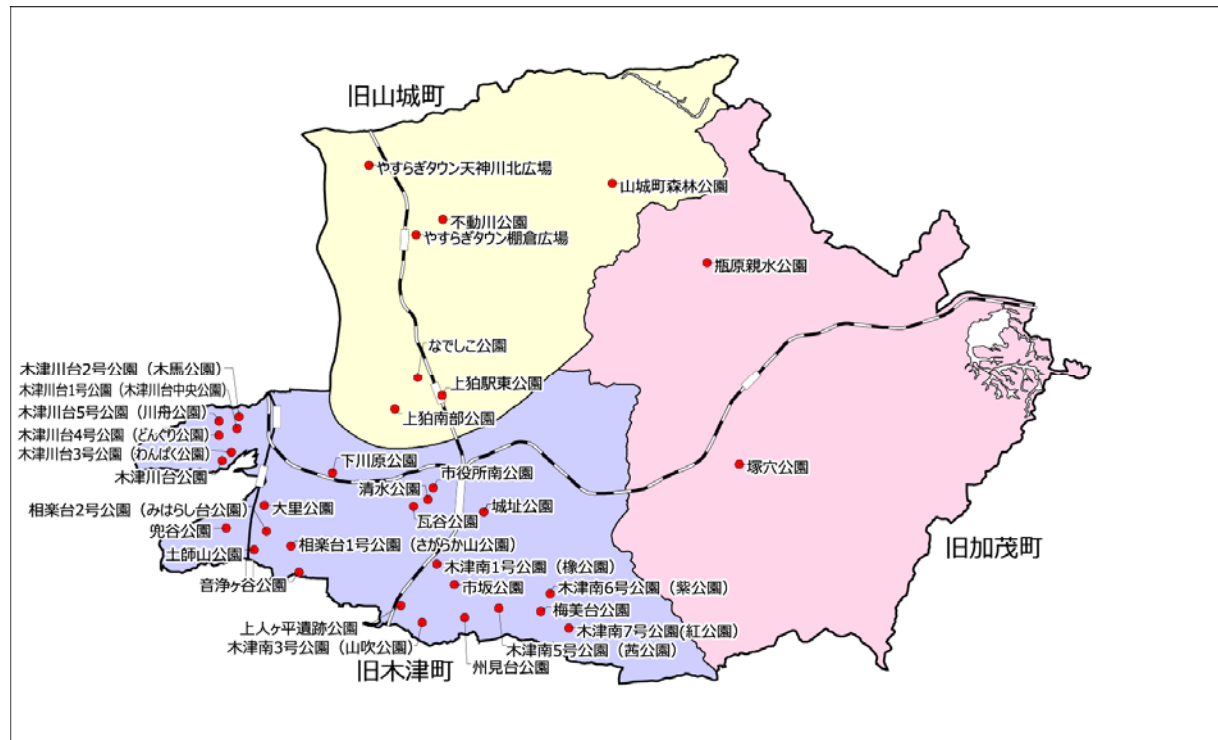 旧山城町
やすらぎタウン天神川北広場
山城町森林公園
不動川公園
やすらぎタウン棚倉広場
瓶原親水公園
なでしこ公園
木津川台2号公園（木馬公園）
木津川台1号公園（木津川台中央公園）
上狛駅東公園
木津川台5号公園（川舟公園）
上狛南部公園
木津川台4号公園（どんぐり公園）
木津川台3号公園（わんぱく公園）
下川原公園
木津川台公園
市役所南公園
塚穴公園
清水公園
相楽台2号公園（みはらし台公園）
大里公園
城址公園
瓦谷公園
兜谷公園
相楽台1号公園（さがらか山公園）
旧加茂町
土師山公園
木津南1号公園（橡公園）
音浄ヶ谷公園
市坂公園
木津南6号公園（紫公園）
梅美台公園
上人ヶ平遺跡公園
木津南7号公園(紅公園)
木津南3号公園（山吹公園）
木津南5号公園（茜公園）
旧木津町
州見台公園